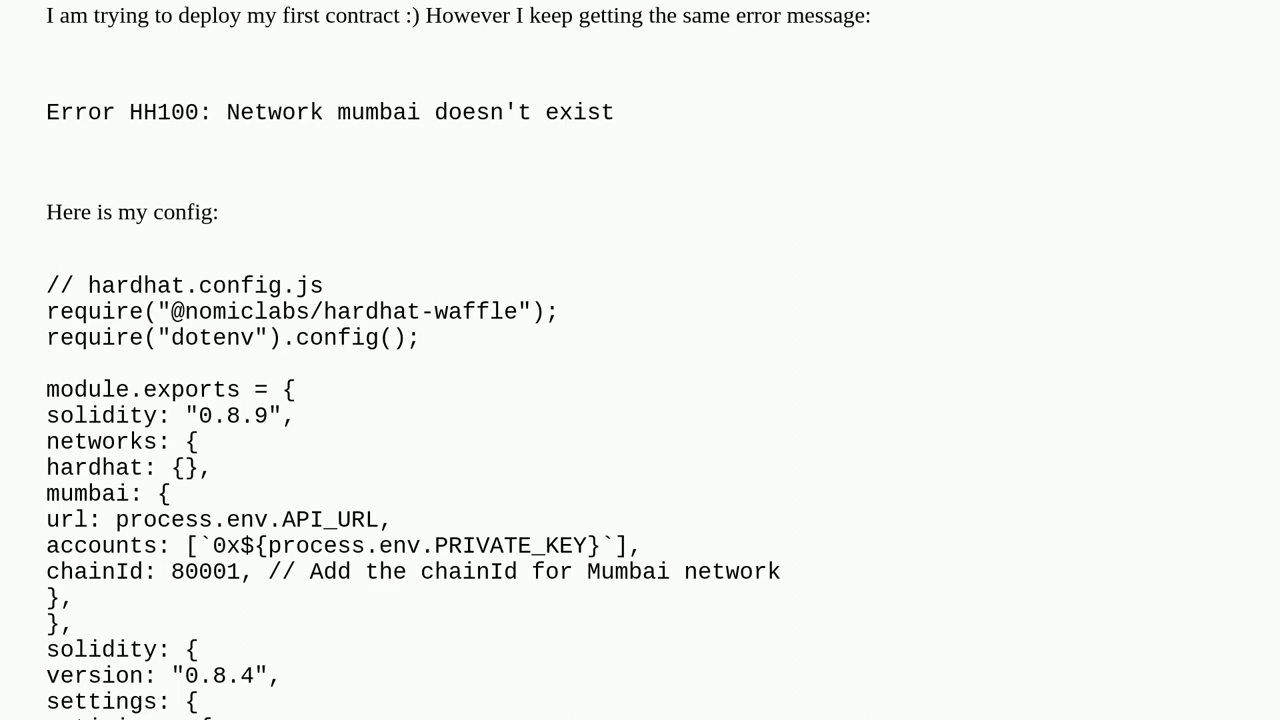 I am trying to deploy my first contract :) However I keep getting the same error message:
Error HH100: Network mumbai doesn't exist
Here is my config:
// hardhat.config.js
require("@nomiclabs/hardhat-waffle");
require("dotenv").config();
module.exports = {
solidity: "0.8.9",
networks: {
hardhat: {},
mumbai: {
url: process.env.API_URL,
accounts: [`0x${process.env.PRIVATE_KEY}`],
chainId: 80001, // Add the chainId for Mumbai network
},
},
solidity: {
version: "0.8.4",
settings: {